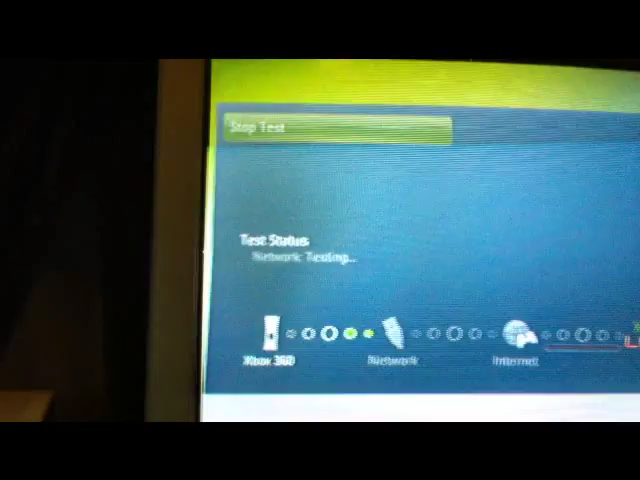 Stop Test
Test Status
Network: Testing...
Xbox 360
Network
Internet